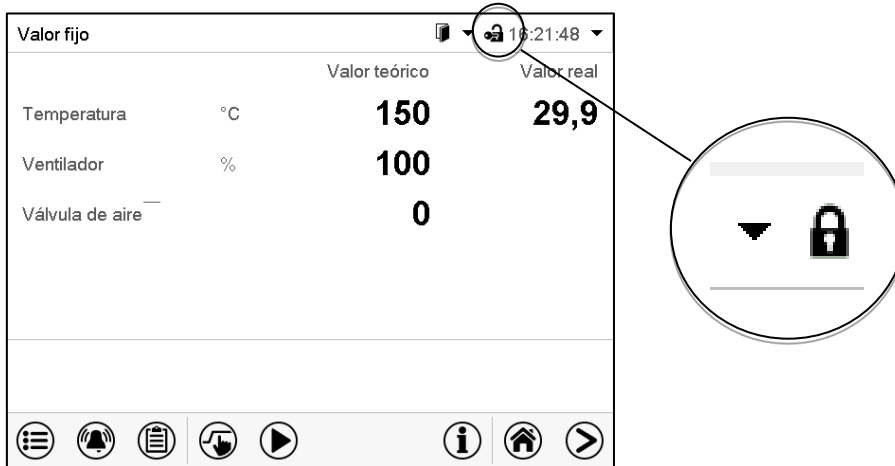 Valor fijo 16:21:48
Valor teórico Valor real
Temperatura °C 150 29,9
Ventilador % 100
Válvula de aire 0